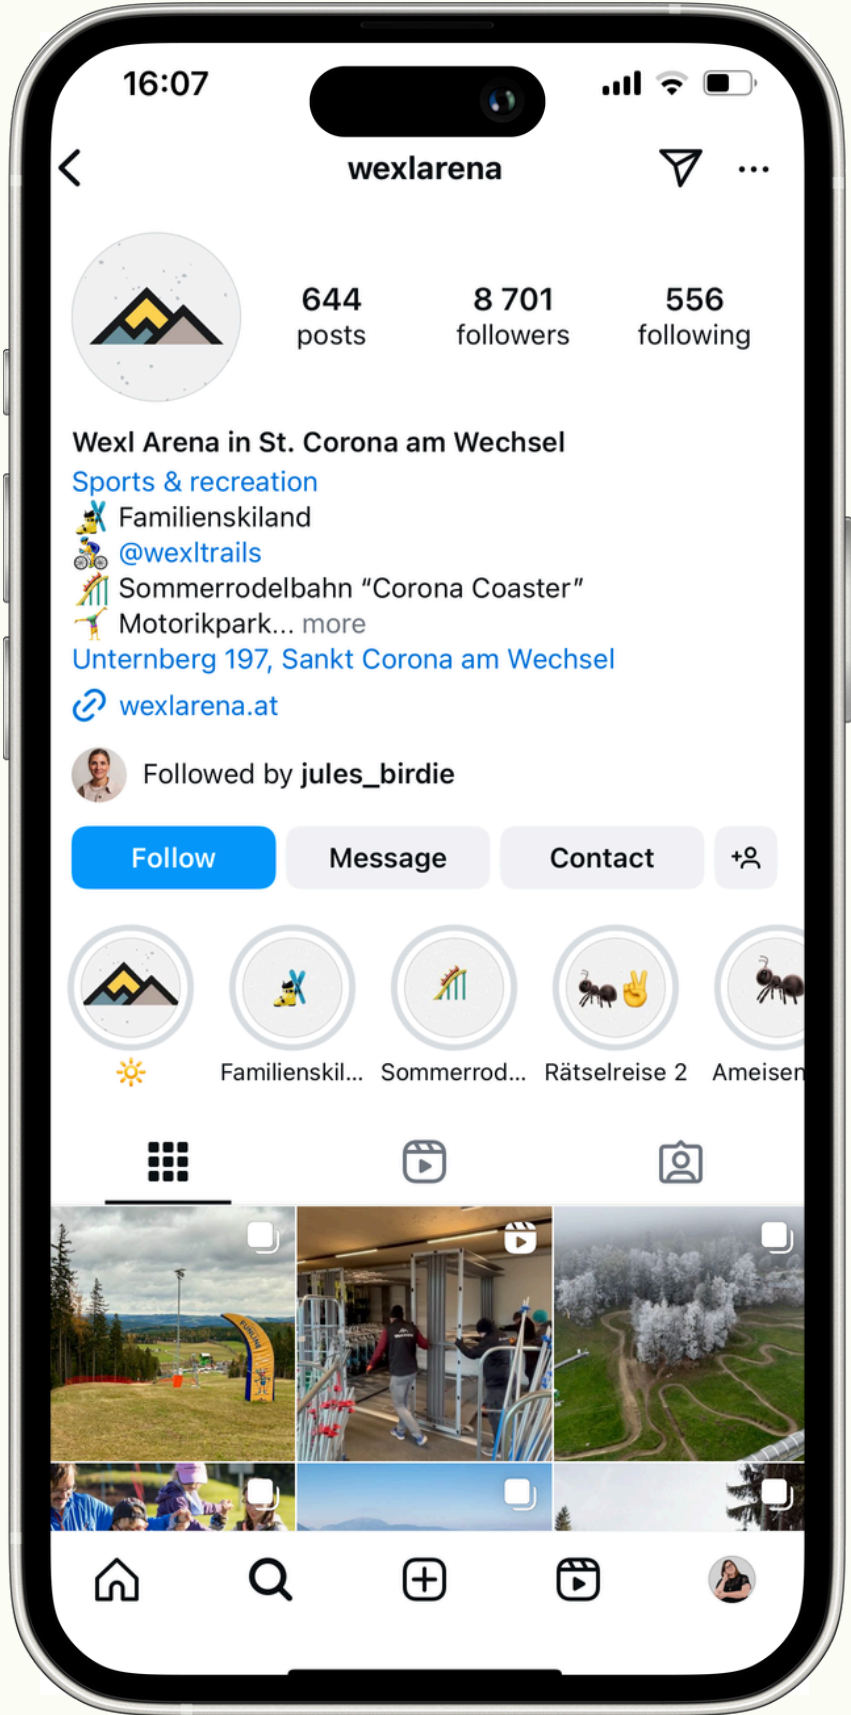 16:07
wexlarena
644
posts
8 701
followers
556
following
Wexl Arena in St. Corona am Wechsel
Sports & recreation
Familienskiland
@wexltrails
Sommerrodelbahn “Corona Coaster”
Motorikpark... more
Unternberg 197, Sankt Corona am Wechsel
wexlarena.at
Followed by jules_birdie
Follow
Message
Contact
Familienskil...
Sommerrod...
Rätselreise 2
Ameisen
FUNLINE